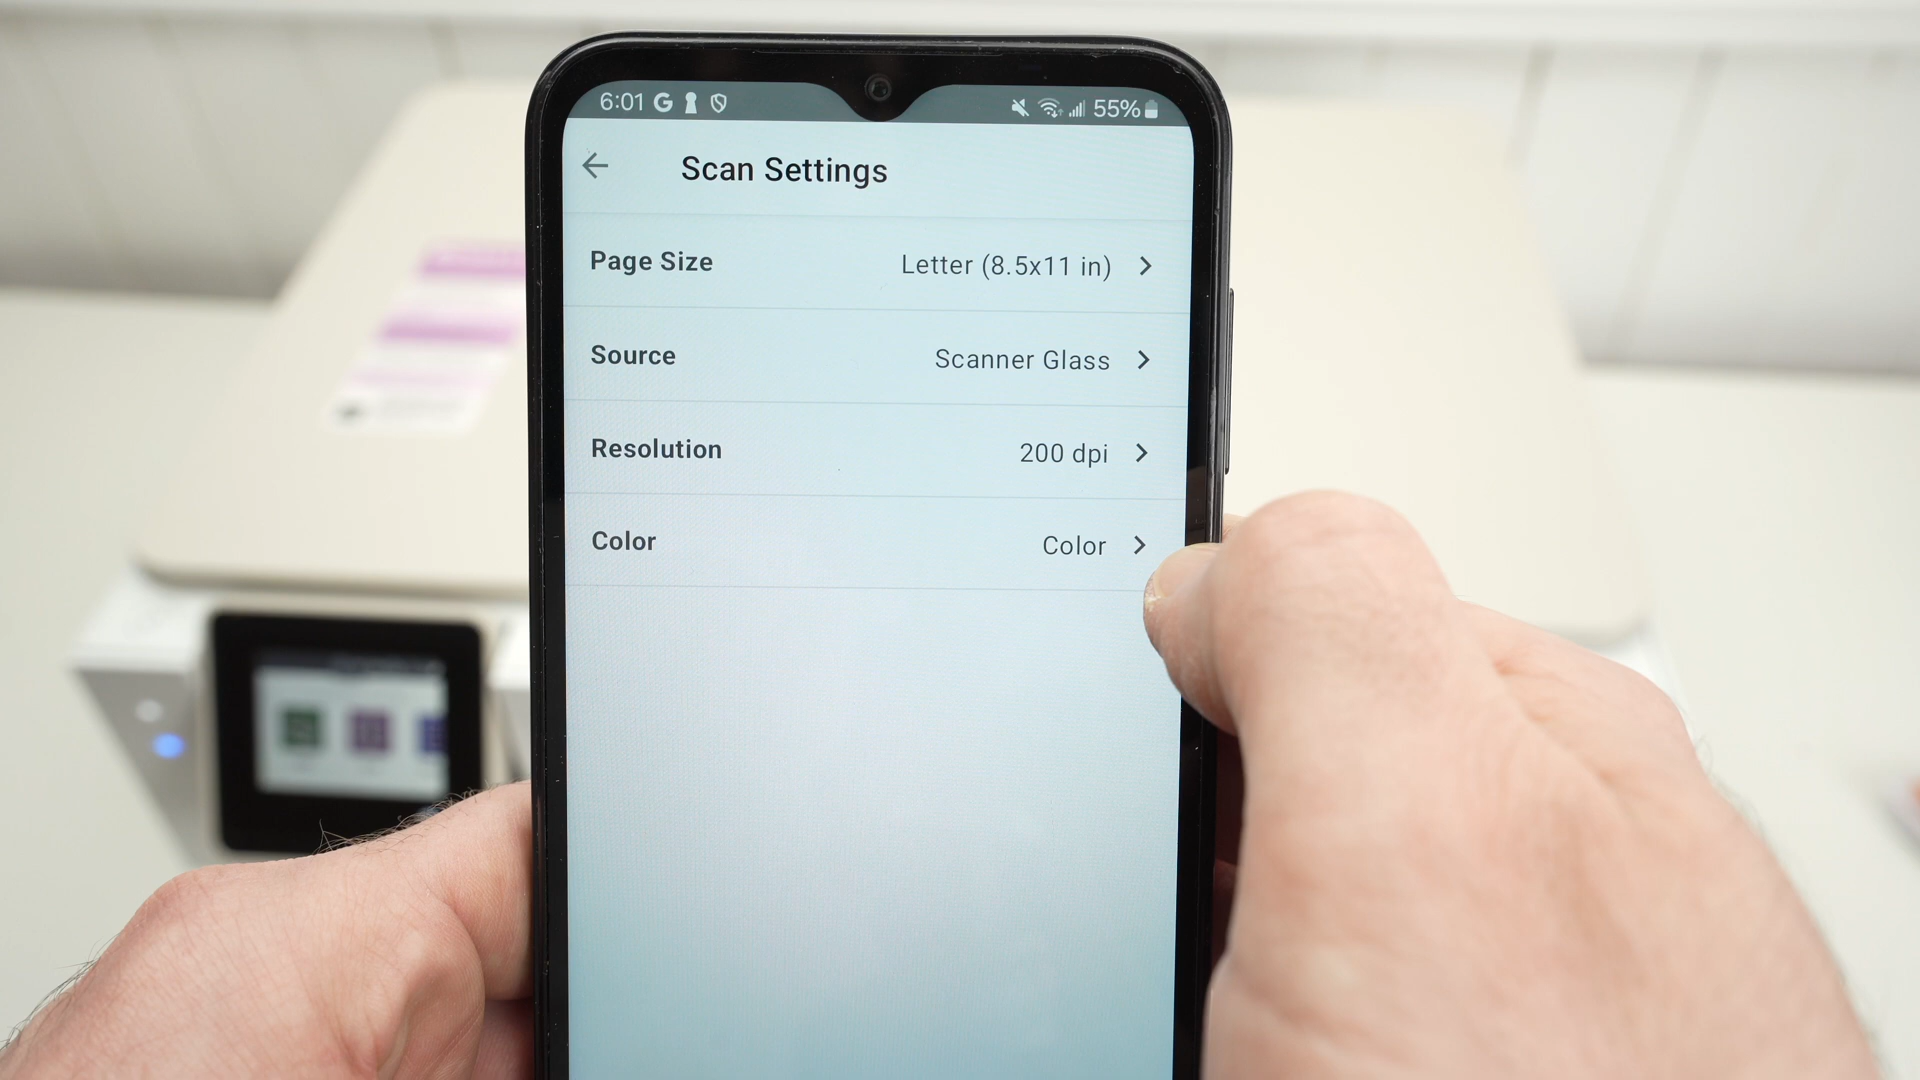 6:01 G 55%
Scan Settings
Page Size Letter (8.5x11 in)
Source Scanner Glass
Resolution 200 dpi
Color Color